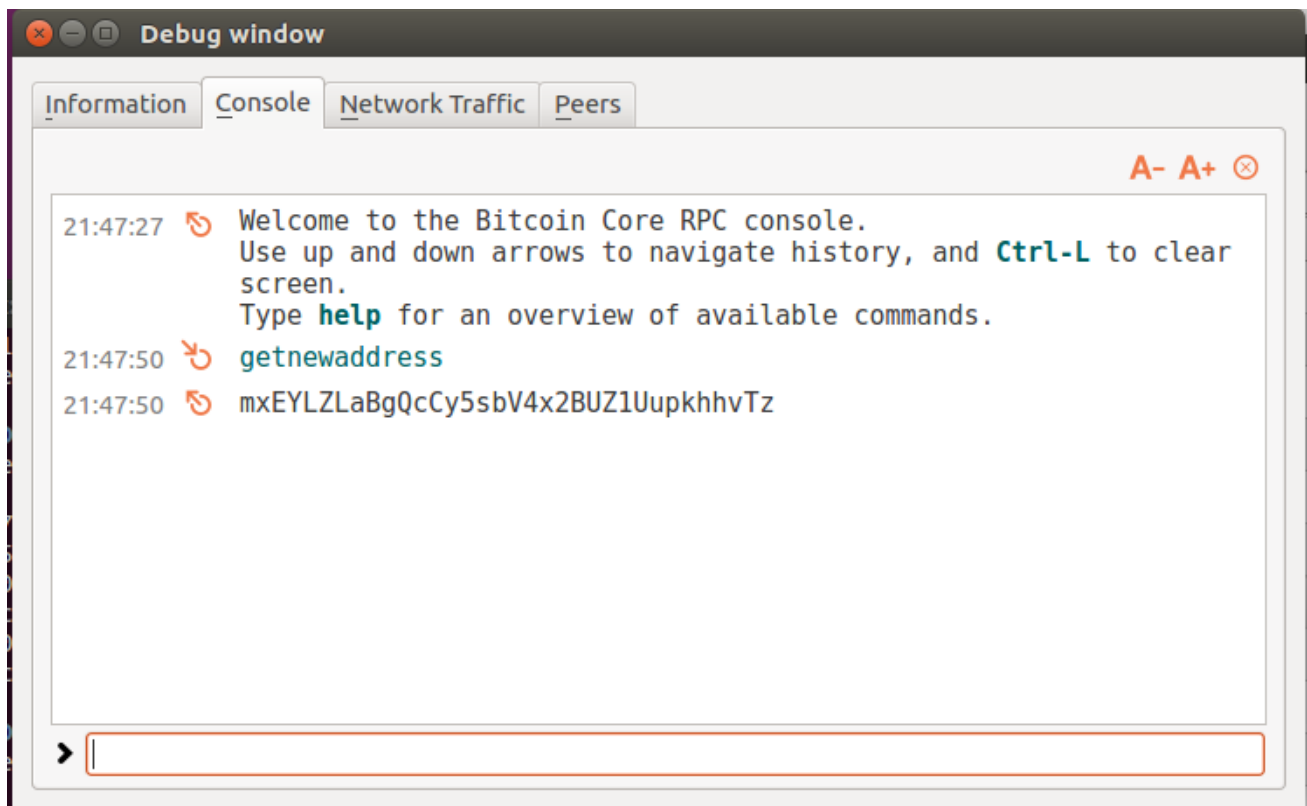 Debug window
Information Console Network Traffic Peers
A- A+
21:47:27 Welcome to the Bitcoin Core RPC console.
Use up and down arrows to navigate history, and Ctrl-L to clear
screen.
Type help for an overview of available commands.
21:47:50 getnewaddress
21:47:50 mxEYLZLaBgQcCy5sbV4x2BUZ1UupkhhvTz